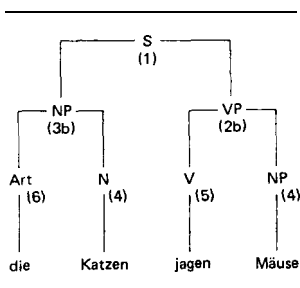 S
(1)
NP VP
(3b) (2b)
Art N V NP
(6) (4) (5) (4)
die Katzen jagen Mäuse